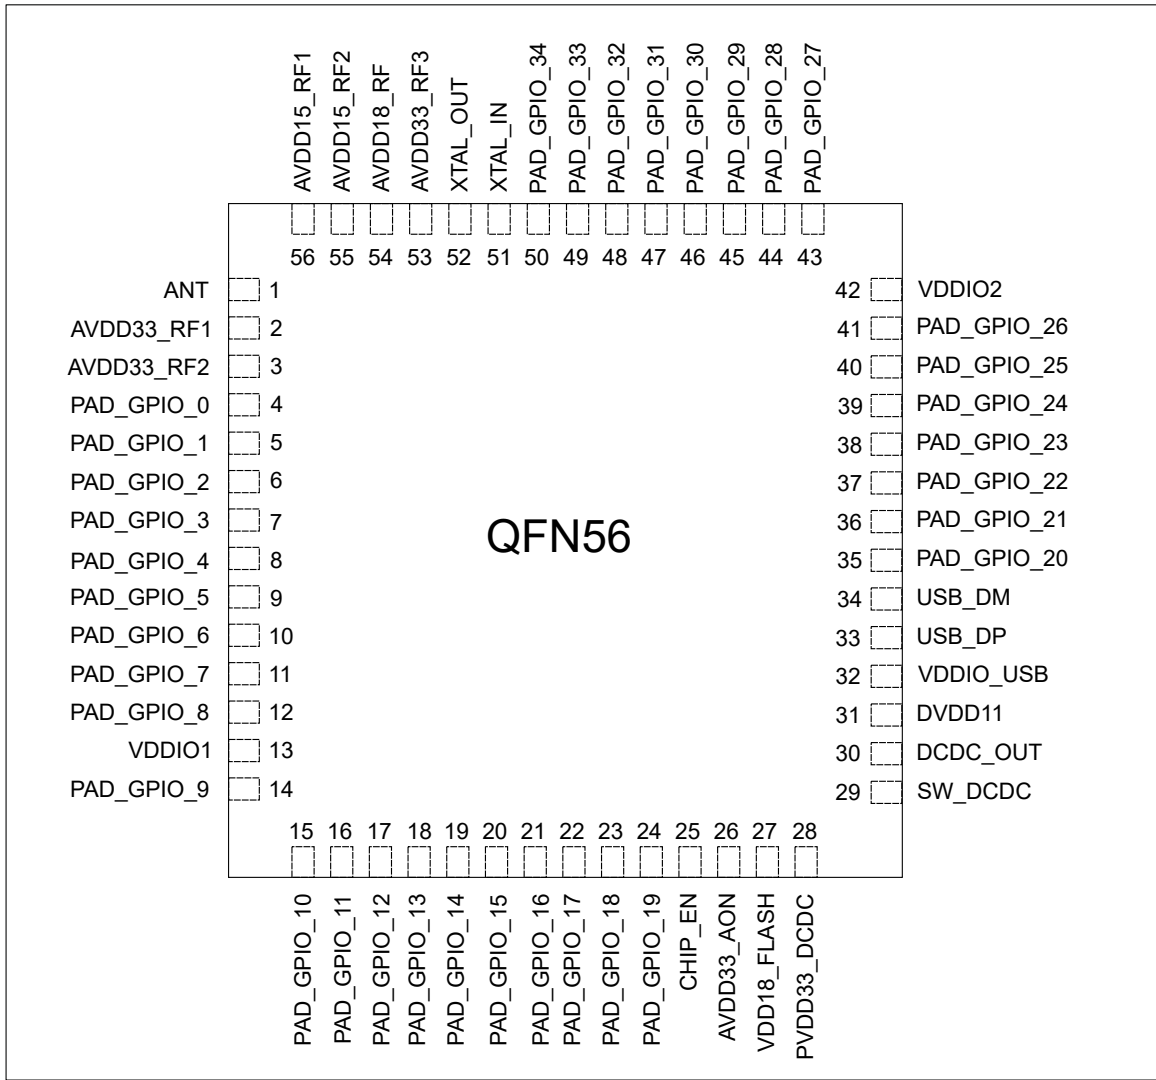 AVDD15_RF1
AVDD15_RF2
AVDD18_RF
AVDD33_RF3
XTAL_OUT
XTAL_IN
PAD_GPIO_34
PAD_GPIO_33
PAD_GPIO_32
PAD_GPIO_31
PAD_GPIO_30
PAD_GPIO_29
PAD_GPIO_28
PAD_GPIO_27
56 55 54 53 52 51 50 49 48 47 46 45 44 43
ANT 1
AVDD33_RF1 2
AVDD33_RF2 3
PAD_GPIO_0 4
PAD_GPIO_1 5
PAD_GPIO_2 6
PAD_GPIO_3 7
PAD_GPIO_4 8
PAD_GPIO_5 9
PAD_GPIO_6 10
PAD_GPIO_7 11
PAD_GPIO_8 12
VDDIO1 13
PAD_GPIO_9 14
QFN56
42 VDDIO2
41 PAD_GPIO_26
40 PAD_GPIO_25
39 PAD_GPIO_24
38 PAD_GPIO_23
37 PAD_GPIO_22
36 PAD_GPIO_21
35 PAD_GPIO_20
34 USB_DM
33 USB_DP
32 VDDIO_USB
31 DVDD11
30 DCDC_OUT
29 SW_DCDC
15 16 17 18 19 20 21 22 23 24 25 26 27 28
PAD_GPIO_10
PAD_GPIO_11
PAD_GPIO_12
PAD_GPIO_13
PAD_GPIO_14
PAD_GPIO_15
PAD_GPIO_16
PAD_GPIO_17
PAD_GPIO_18
PAD_GPIO_19
CHIP_EN
AVDD33_AON
VDD18_FLASH
PVDD33_DCDC